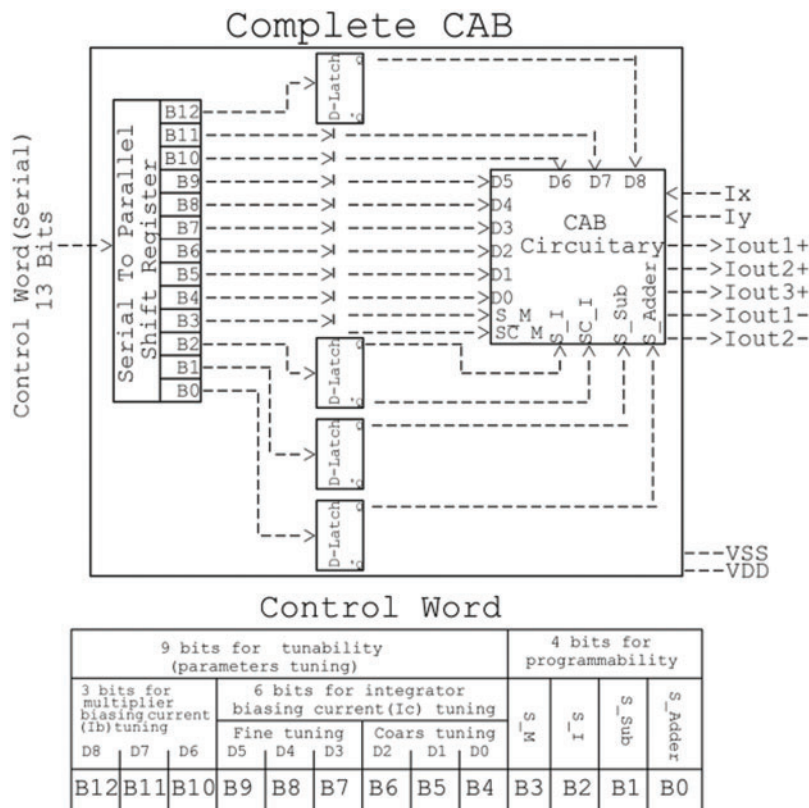 Complete CAB
Control Word(Serial)
13 Bits
Serial To Parallel
Shift Register
B12
B11
B10
B9
B8
B7
B6
B5
B4
B3
B2
B1
B0
D-Latch
Q
'Q
D-Latch
Q
'Q
D-Latch
Q
'Q
D-Latch
Q
'Q
D5
D6
D7
D8
D4
D3
D2
D1
D0
S_M
SC_M
CAB
Circuitary
S_I
SC_I
S_Sub
S_Adder
Ix
Iy
Iout1+
Iout2+
Iout3+
Iout1-
Iout2-
VSS
VDD
Control Word
9 bits for tunability
(parameters tuning)
4 bits for
programmability
3 bits for
multiplier
biasing current
(Ib) tuning
6 bits for integrator
biasing current(Ic) tuning
Fine tuning
Coars tuning
D8 D7 D6 D5 D4 D3 D2 D1 D0
S_M
S_I
S_Sub
S_Adder
B12 B11 B10 B9 B8 B7 B6 B5 B4 B3 B2 B1 B0